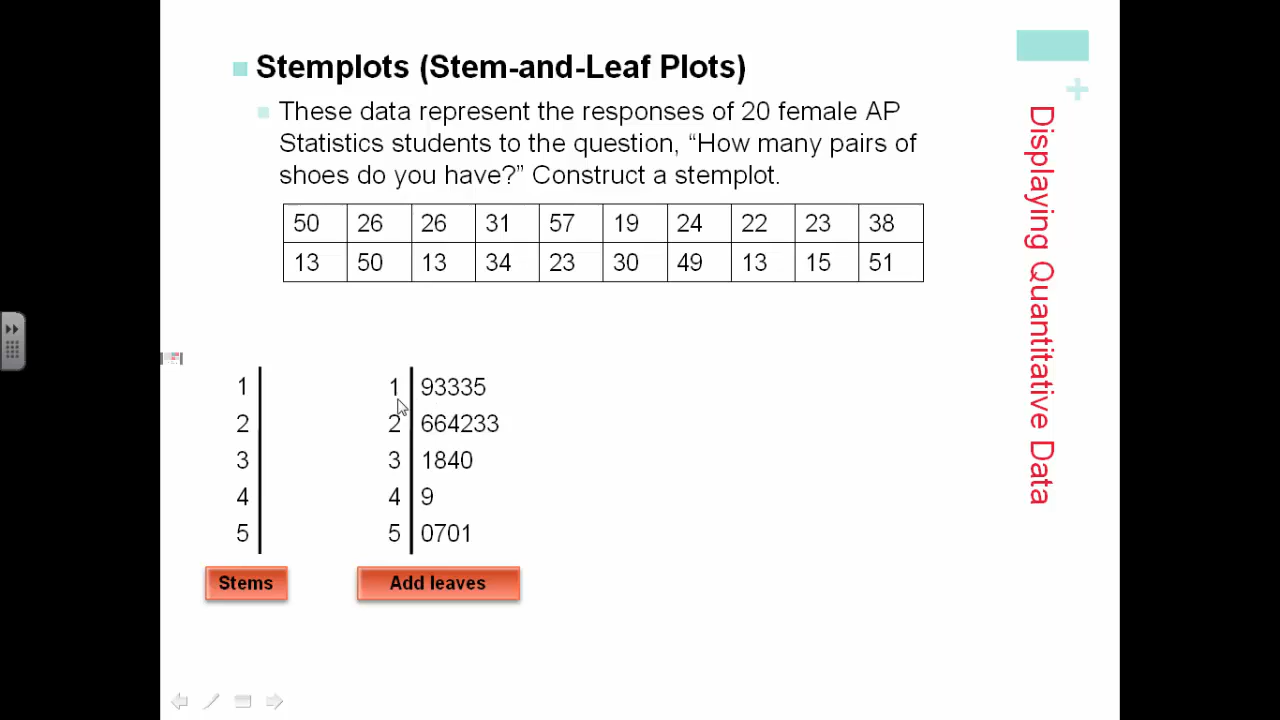 Stemplots (Stem-and-Leaf Plots)
These data represent the responses of 20 female AP
Statistics students to the question, “How many pairs of
shoes do you have?” Construct a stemplot.
50 26 26 31 57 19 24 22 23 38
13 50 13 34 23 30 49 13 15 51
1
2
3
4
5
Stems
1 93335
2 664233
3 1840
4 9
5 0701
Add leaves
+
Displaying Quantitative Data